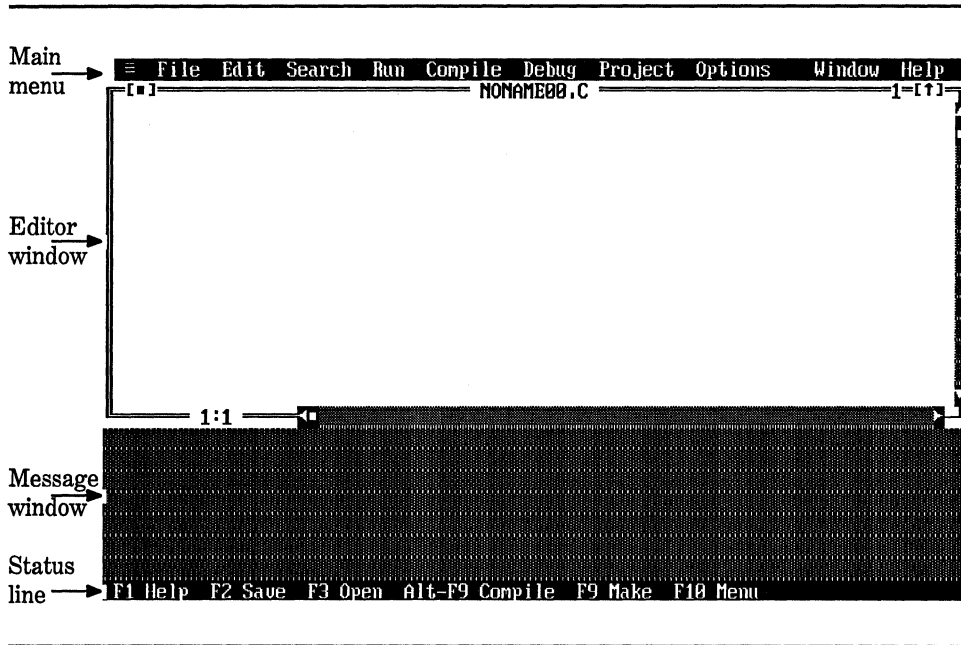 Main
menu
≡ File Edit Search Run Compile Debug Project Options Window Help
[■] NONAME00.C 1=[↑]
Editor
window
1:1
Message
window
Status
line
F1 Help F2 Save F3 Open Alt-F9 Compile F9 Make F10 Menu